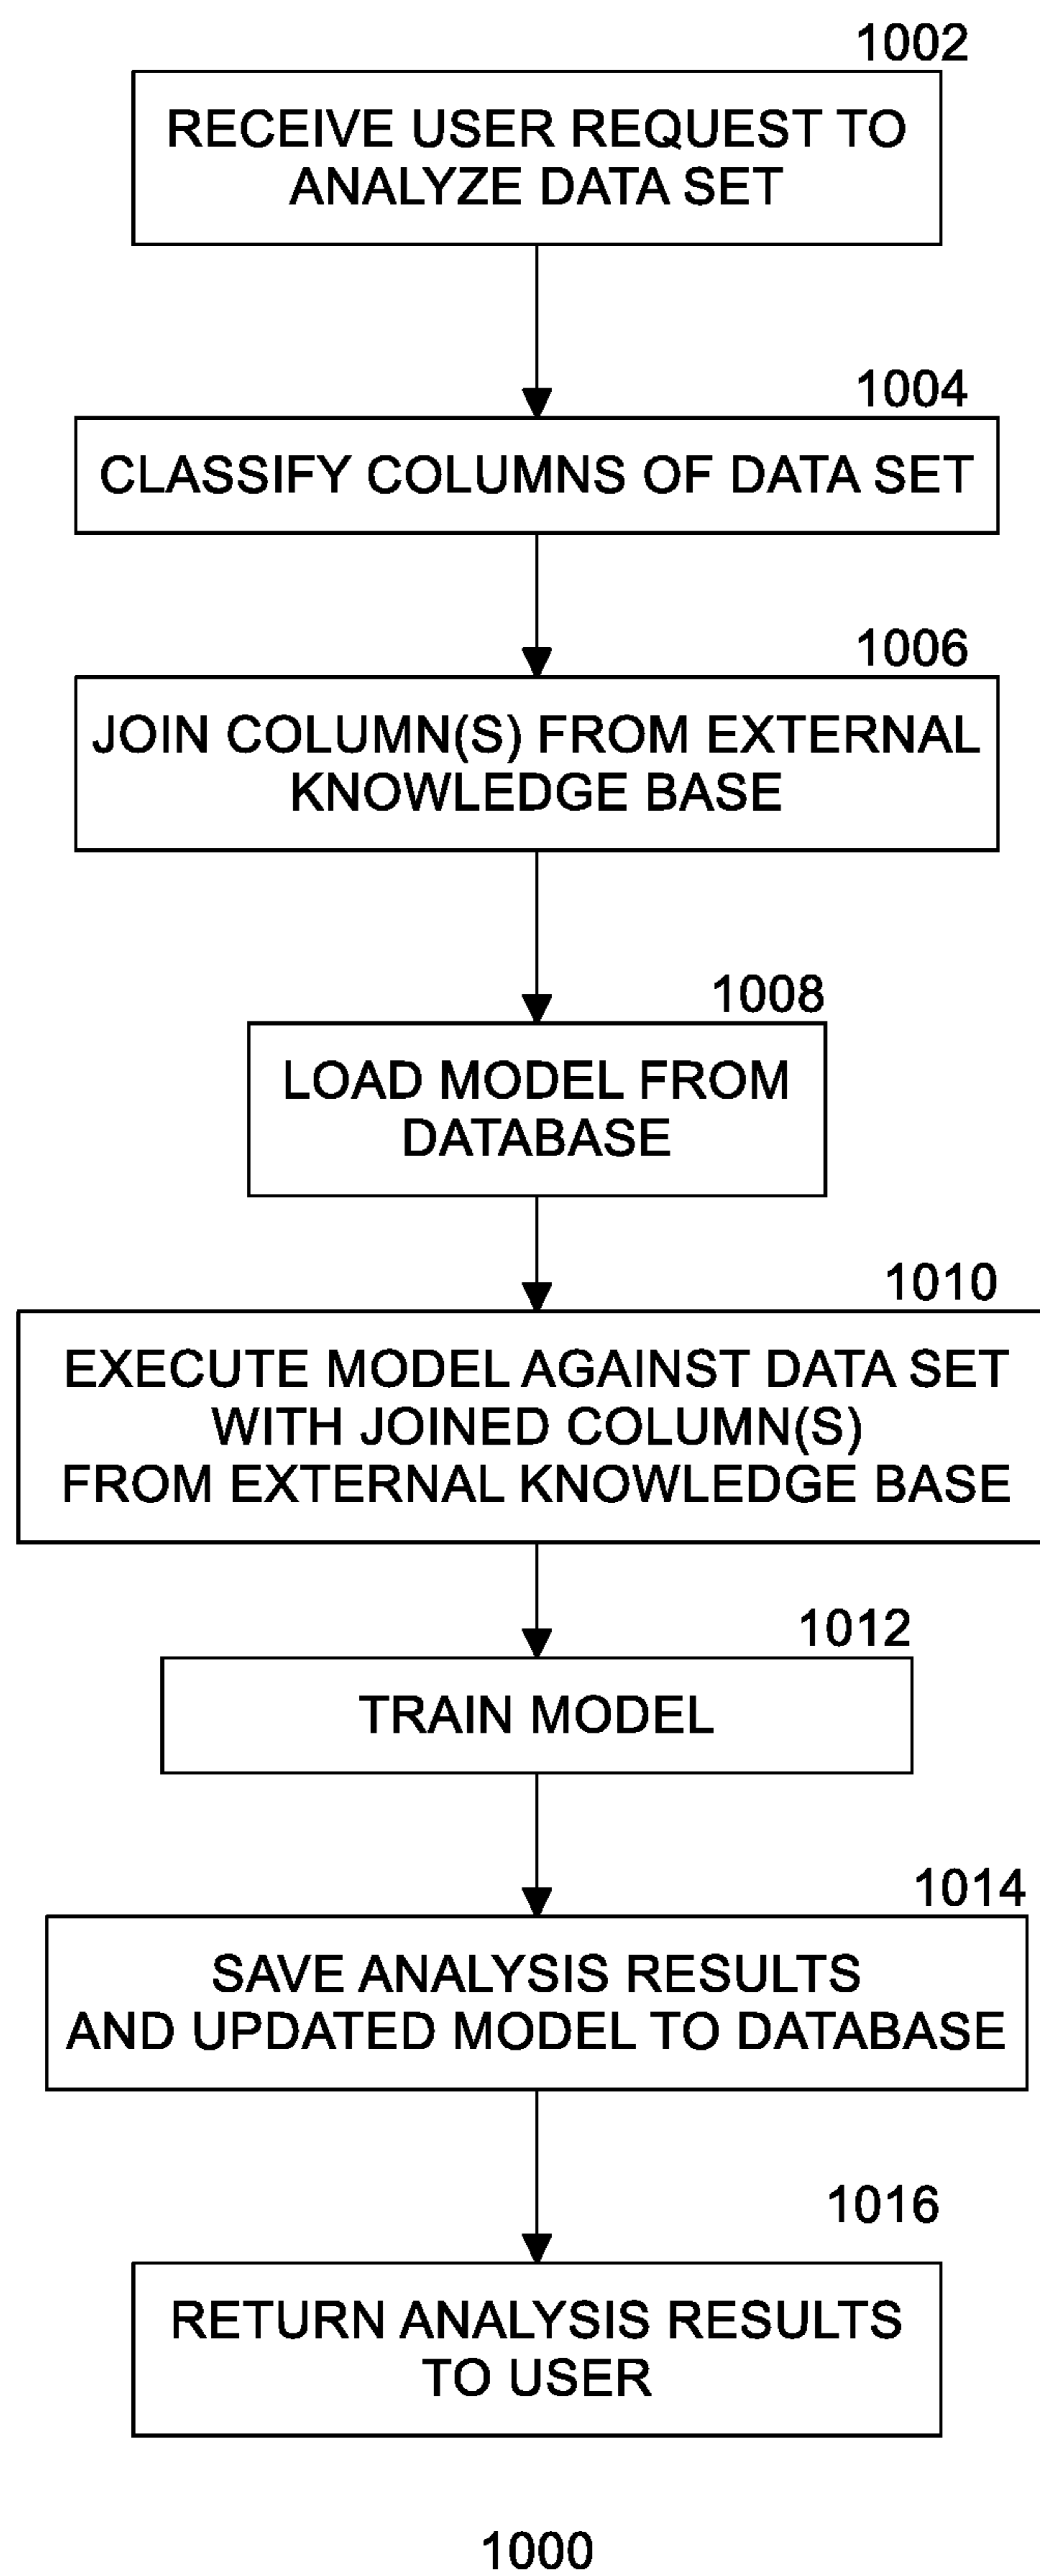 1002
RECEIVE USER REQUEST TO
ANALYZE DATA SET
1004
CLASSIFY COLUMNS OF DATA SET
1006
JOIN COLUMN(S) FROM EXTERNAL
KNOWLEDGE BASE
1008
LOAD MODEL FROM
DATABASE
1010
EXECUTE MODEL AGAINST DATA SET
WITH JOINED COLUMN(S)
FROM EXTERNAL KNOWLEDGE BASE
1012
TRAIN MODEL
1014
SAVE ANALYSIS RESULTS
AND UPDATED MODEL TO DATABASE
1016
RETURN ANALYSIS RESULTS
TO USER
1000